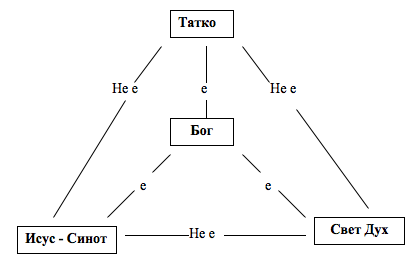 Татко
Не е е Не е
Бог
е е
Исус - Синот Не е Свет Дух